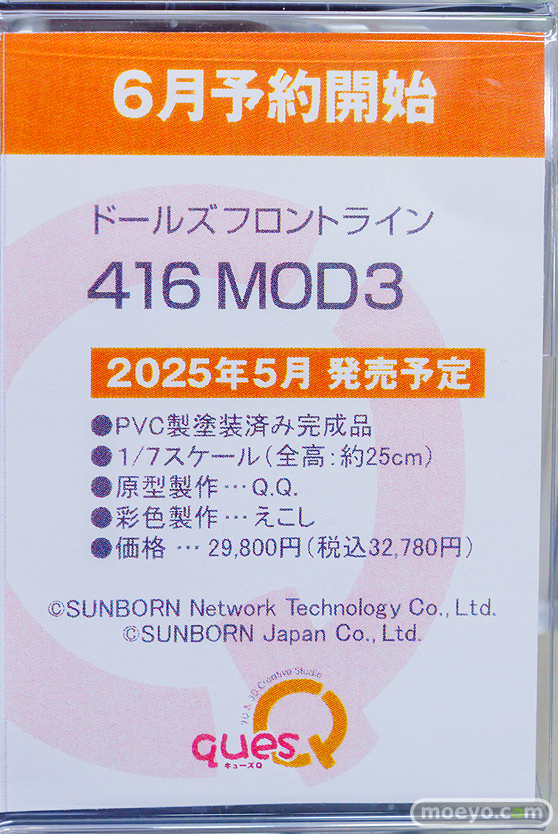 6月予約開始
ドールズフロントライン
416 MOD3
2025年5月 発売予定
●PVC製塗装済み完成品
●1/7スケール(全高:約25cm)
●原型製作…Q.Q.
●彩色製作…えこし
●価格…29,800円(税込32,780円)
©SUNBORN Network Technology Co., Ltd.
©SUNBORN Japan Co., Ltd.
2D & 3D Creative Studio
quesQ
キューズQ
moeyo.com